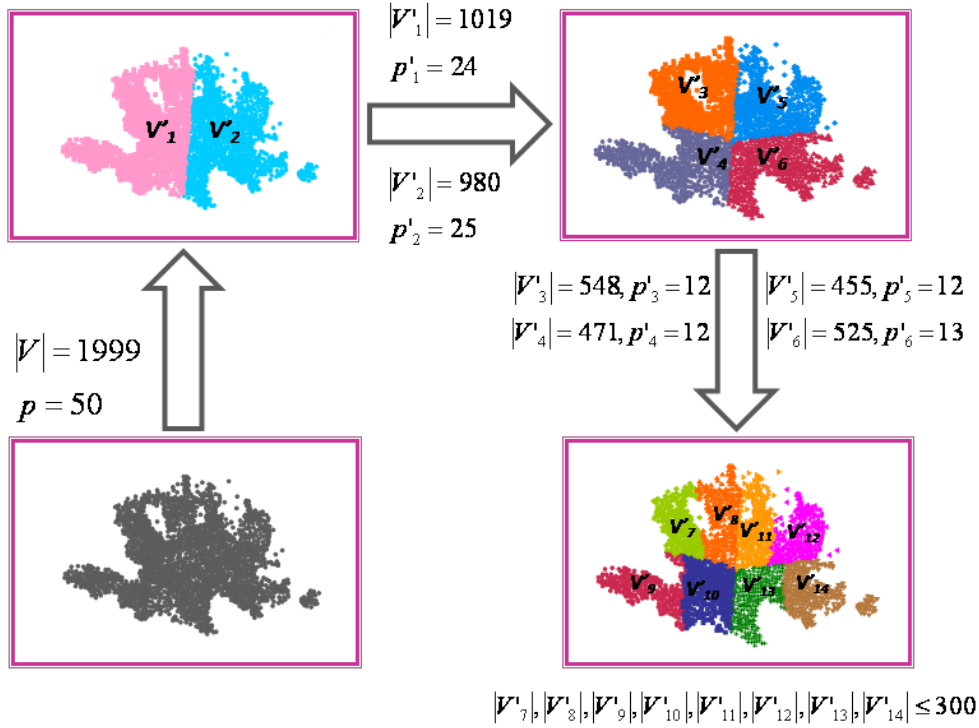 V'₁ V'₂
|V'₁| = 1019
p'₁ = 24
|V'₂| = 980
p'₂ = 25
V'₃ V'₅
V'₄ V'₆
|V| = 1999
p = 50
|V'₃| = 548, p'₃ = 12
|V'₄| = 471, p'₄ = 12
|V'₅| = 455, p'₅ = 12
|V'₆| = 525, p'₆ = 13
V'₇ V'₈ V'₁₁ V'₁₂
V'₉ V'₁₀ V'₁₃ V'₁₄
|V'₇|, |V'₈|, |V'₉|, |V'₁₀|, |V'₁₁|, |V'₁₂|, |V'₁₃|, |V'₁₄| ≤ 300